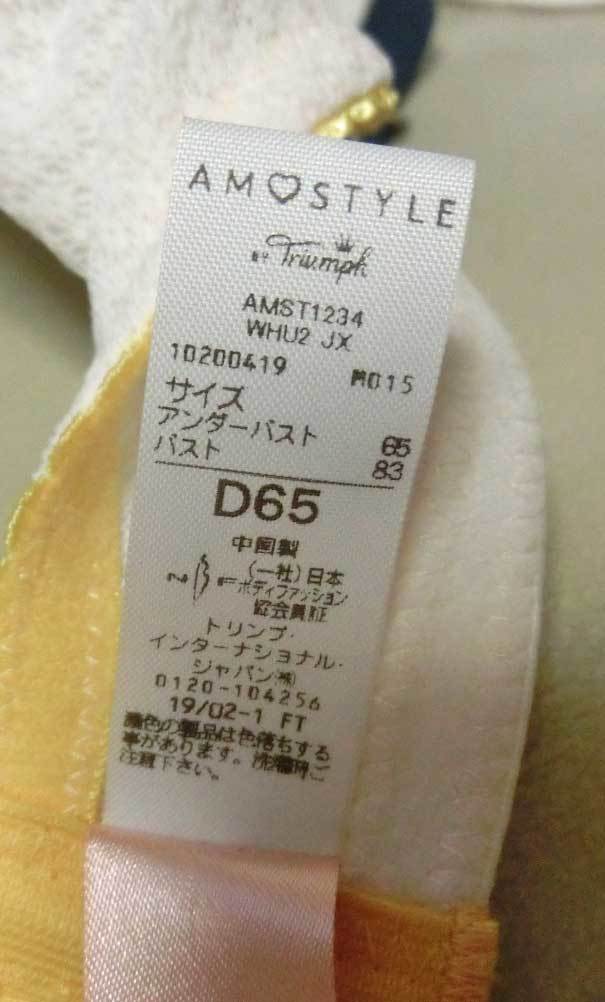 AMOSTYLE
BY Triumph
AMST1234
WHU2 JX
10200419 M015
サイズ
アンダーバスト 65
バスト 83
D65
中国製
(一社)日本
ボディファッション
協会員証
トリンプ・
インターナショナル・
ジャパン㈱
0120-104256
19/02-1 FT
濃色の製品は色落ちする
事があります。洗濯時ご
注意下さい。